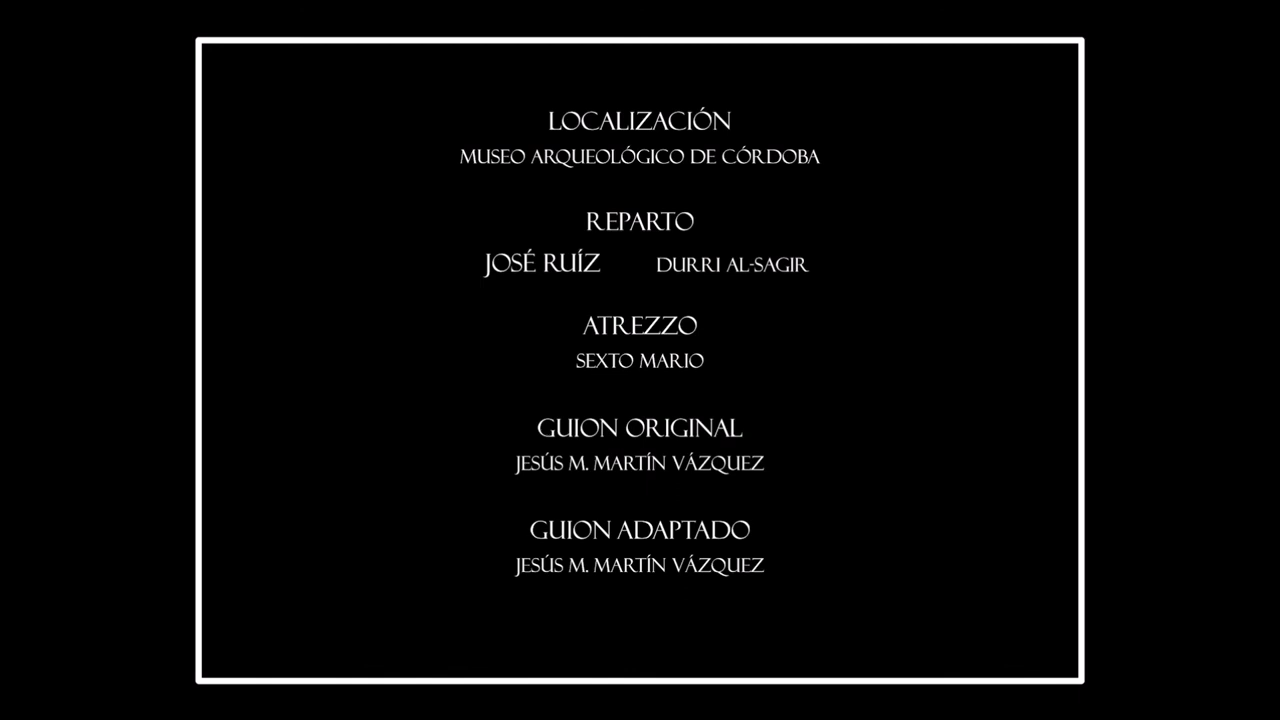 LOCALIZACIÓN
MUSEO ARQUEOLÓGICO DE CÓRDOBA
REPARTO
JOSÉ RUÍZ DURRI AL-SAGIR
ATREZZO
SEXTO MARIO
GUION ORIGINAL
JESÚS M. MARTÍN VÁZQUEZ
GUION ADAPTADO
JESÚS M. MARTÍN VÁZQUEZ